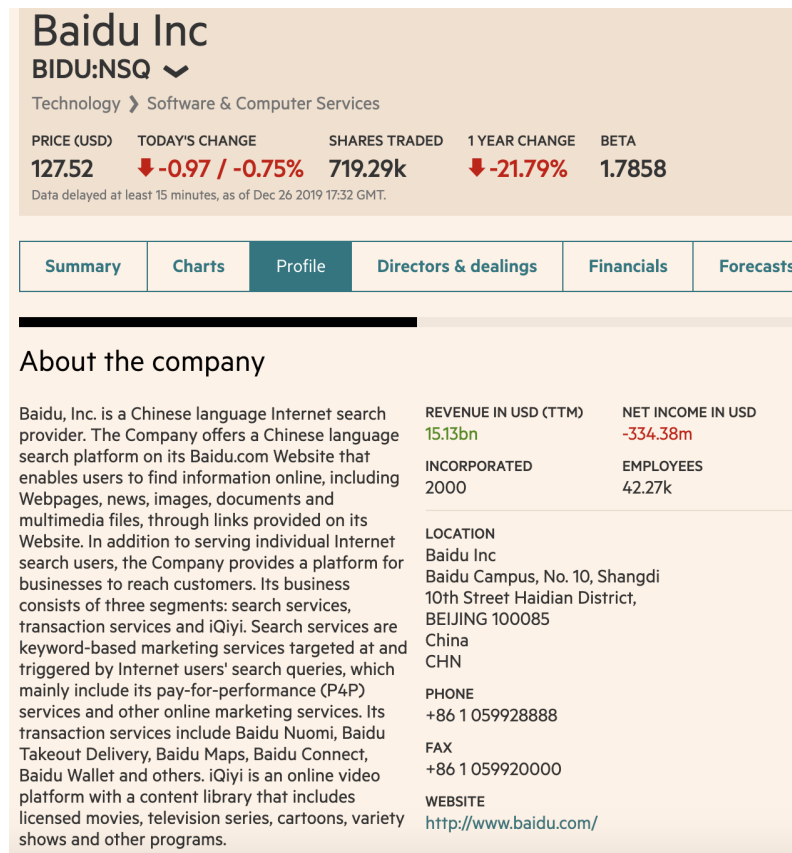 Baidu Inc
BIDU:NSQ
Technology ❯ Software & Computer Services
PRICE (USD) TODAY'S CHANGE SHARES TRADED 1 YEAR CHANGE BETA
127.52 -0.97 / -0.75% 719.29k -21.79% 1.7858
Data delayed at least 15 minutes, as of Dec 26 2019 17:32 GMT.
Summary Charts Profile Directors & dealings Financials Forecasts
About the company
Baidu, Inc. is a Chinese language Internet search
provider. The Company offers a Chinese language
search platform on its Baidu.com Website that
enables users to find information online, including
Webpages, news, images, documents and
multimedia files, through links provided on its
Website. In addition to serving individual Internet
search users, the Company provides a platform for
businesses to reach customers. Its business
consists of three segments: search services,
transaction services and iQiyi. Search services are
keyword-based marketing services targeted at and
triggered by Internet users' search queries, which
mainly include its pay-for-performance (P4P)
services and other online marketing services. Its
transaction services include Baidu Nuomi, Baidu
Takeout Delivery, Baidu Maps, Baidu Connect,
Baidu Wallet and others. iQiyi is an online video
platform with a content library that includes
licensed movies, television series, cartoons, variety
shows and other programs.
REVENUE IN USD (TTM) NET INCOME IN USD
15.13bn -334.38m
INCORPORATED EMPLOYEES
2000 42.27k
LOCATION
Baidu Inc
Baidu Campus, No. 10, Shangdi
10th Street Haidian District,
BEIJING 100085
China
CHN
PHONE
+86 1 059928888
FAX
+86 1 059920000
WEBSITE
http://www.baidu.com/